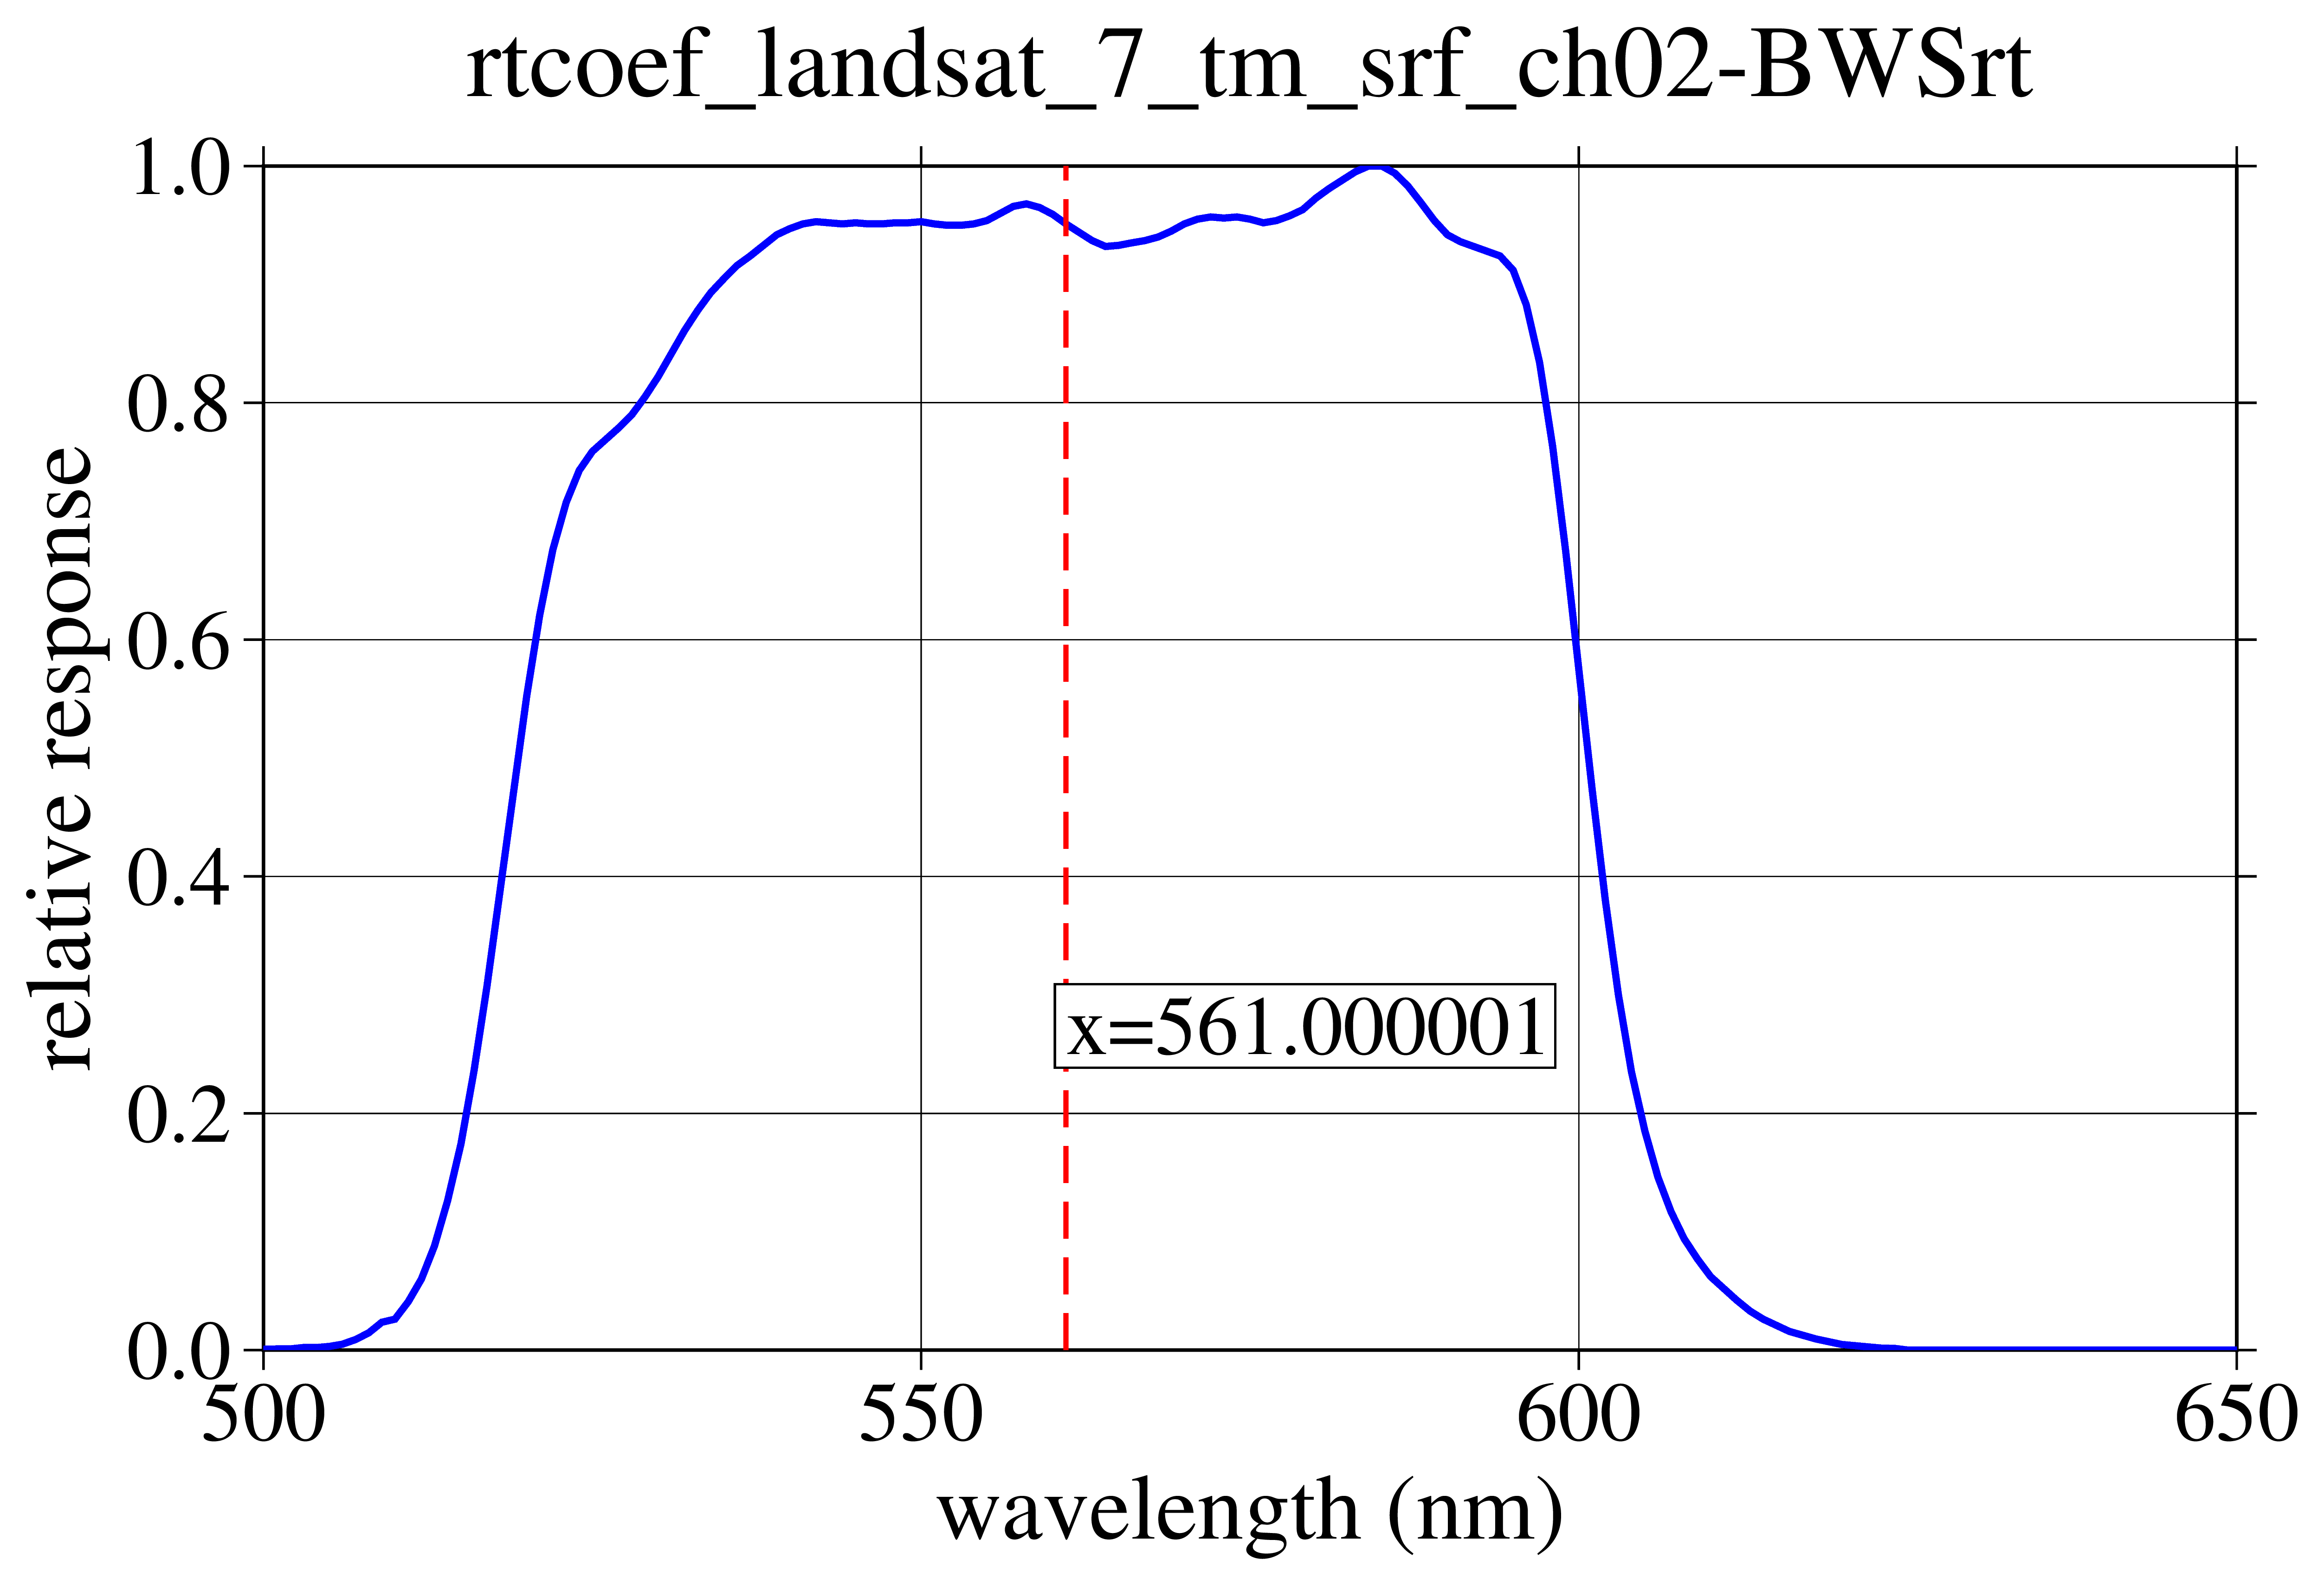 rtcoef_landsat_7_tm_srf_ch02-BWSrt
1.0
0.8
0.6
0.4
0.2
0.0
relative response
x=561.000001
500 550 600 650
wavelength (nm)